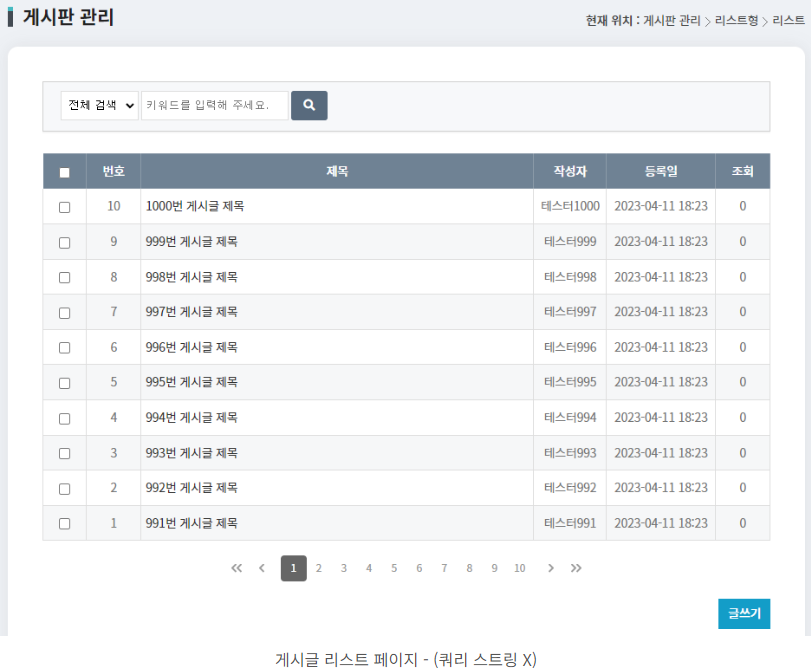 게시판 관리
현재 위치 : 게시판 관리 > 리스트형 > 리스트
전체 검색 키워드를 입력해 주세요.
번호 제목 작성자 등록일 조회
10 1000번 게시글 제목 테스터1000 2023-04-11 18:23 0
9 999번 게시글 제목 테스터999 2023-04-11 18:23 0
8 998번 게시글 제목 테스터998 2023-04-11 18:23 0
7 997번 게시글 제목 테스터997 2023-04-11 18:23 0
6 996번 게시글 제목 테스터996 2023-04-11 18:23 0
5 995번 게시글 제목 테스터995 2023-04-11 18:23 0
4 994번 게시글 제목 테스터994 2023-04-11 18:23 0
3 993번 게시글 제목 테스터993 2023-04-11 18:23 0
2 992번 게시글 제목 테스터992 2023-04-11 18:23 0
1 991번 게시글 제목 테스터991 2023-04-11 18:23 0
« < 1 2 3 4 5 6 7 8 9 10 > »
글쓰기
게시글 리스트 페이지 - (쿼리 스트링 X)